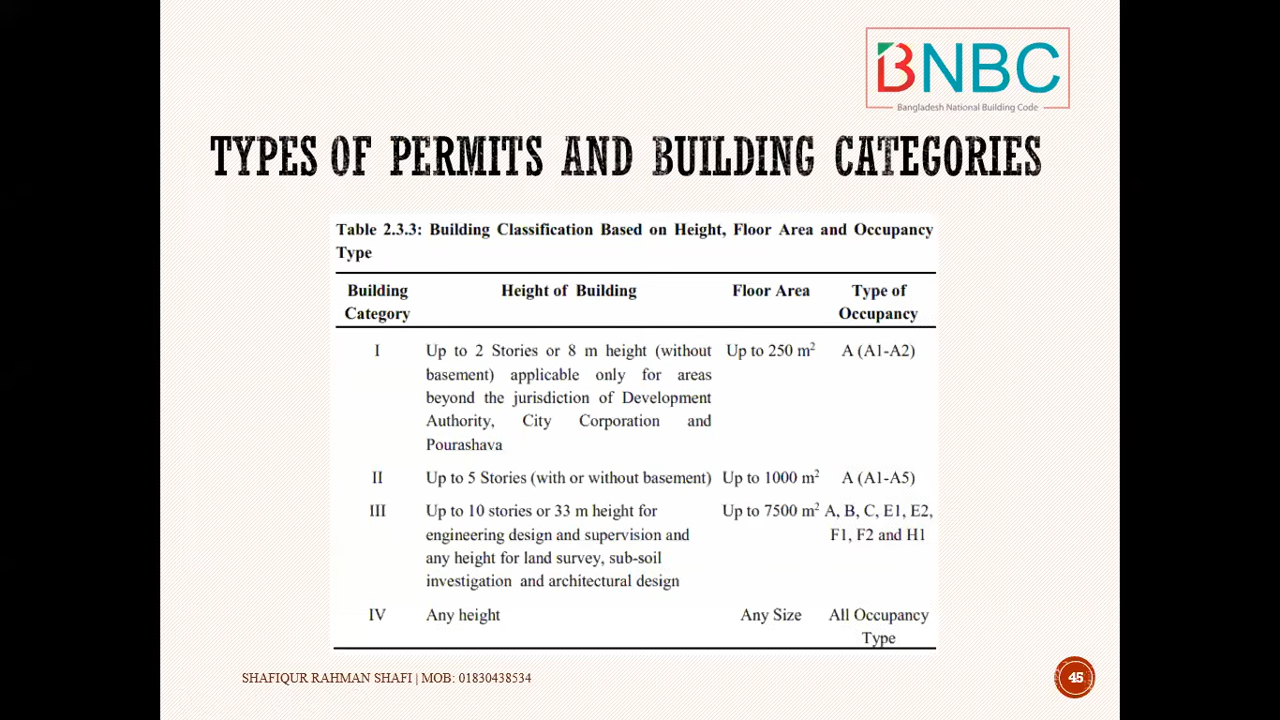 BNBC
Bangladesh National Building Code
TYPES OF PERMITS AND BUILDING CATEGORIES
Table 2.3.3: Building Classification Based on Height, Floor Area and Occupancy
Type
Building Category Height of Building Floor Area Type of Occupancy
I Up to 2 Stories or 8 m height (without Up to 250 m² A (A1-A2)
basement) applicable only for areas
beyond the jurisdiction of Development
Authority, City Corporation and
Pourashava
II Up to 5 Stories (with or without basement) Up to 1000 m² A (A1-A5)
III Up to 10 stories or 33 m height for Up to 7500 m² A, B, C, E1, E2,
engineering design and supervision and F1, F2 and H1
any height for land survey, sub-soil
investigation and architectural design
IV Any height Any Size All Occupancy
Type
SHAFIQUR RAHMAN SHAFI | MOB: 01830438534
45